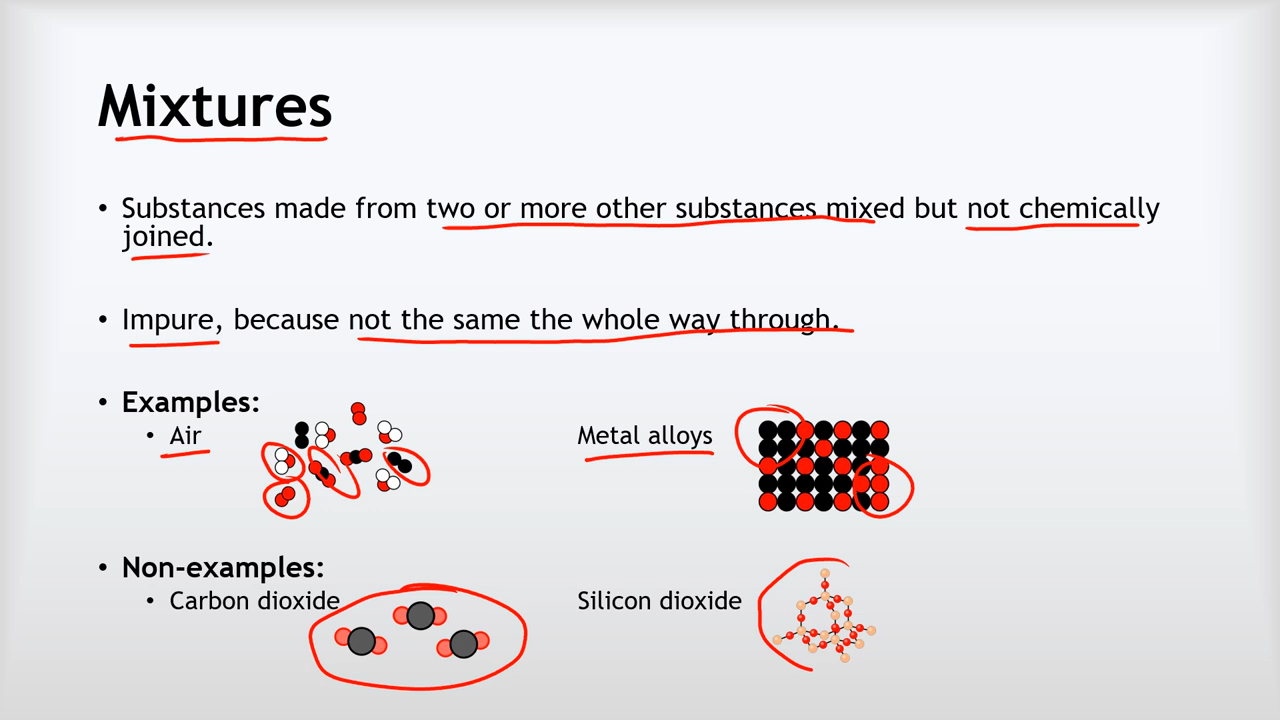 Mixtures
• Substances made from two or more other substances mixed but not chemically
joined.
• Impure, because not the same the whole way through.
• Examples:
• Air
Metal alloys
• Non-examples:
• Carbon dioxide
Silicon dioxide